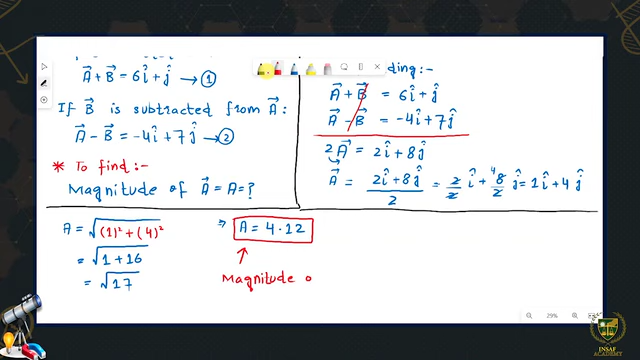 A + B = 6i + j → ①
If B is subtracted from A:
A - B = -4i + 7j → ②
* To find :-
Magnitude of A = A = ?
ding:-
A + B = 6i + j
A - B = -4i + 7j
2A = 2i + 8j
A = 2i + 8j / 2 = 2/2 i + 8/2 j = 1i + 4j
4
A = √(1)² + (4)²
= √1 + 16
= √17
⇒ A = 4.12
Magnitude o
29%
INSAF
ACADEMY